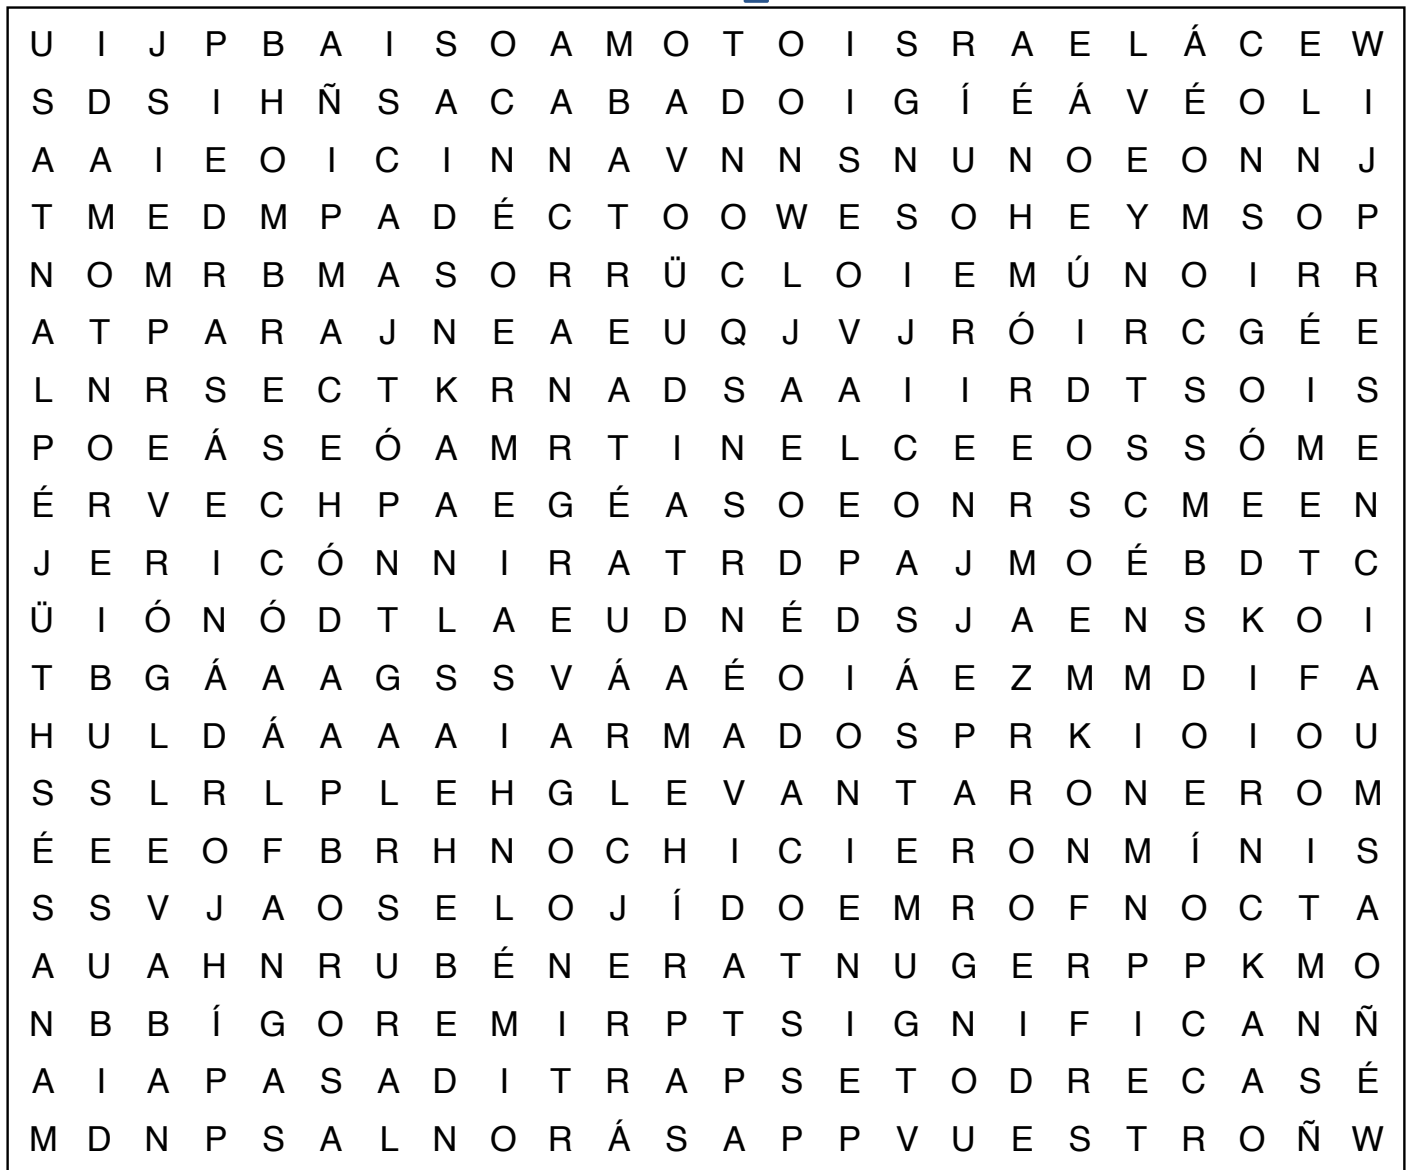 U I J P B A I S O A M O T O I S R A E L Á C E W
S D S I H Ñ S A C A B A D O I G Í É Á V É O L I
A A I E O I C I N N A V N N S N U N O E O N N J
T M E D M P A D É C T O O W E S O H E Y M S O P
N O M R B M A S O R R Ü C L O I E M Ú N O I R R
A T P A R A J N E A E U Q J V J R Ó I R C G É E
L N R S E C T K R N A D S A A I I R D T S O I S
P O E Á S E Ó A M R T I N E L C E E O S S Ó M E
É R V E C H P A E G É A S O E O N R S C M E E N
J E R I C Ó N N I R A T R D P A J M O É B D T C
Ü I Ó N Ó D T L A E U D N É D S J A E N S K O I
T B G Á A A G S S V Á A É O I Á E Z M M D I F A
H U L D Á A A A I A R M A D O S P R K I O I O U
S S L R L P L E H G L E V A N T A R O N E R O M
É E E O F B R H N O C H I C I E R O N M Í N I S
S S V J A O S E L O J Í D O E M R O F N O C T A
A U A H N R U B É N E R A T N U G E R P P K M O
N B B Í G O R E M I R P T S I G N I F I C A N Ñ
A I A P A S A D I T R A P S E T O D R E C A S É
M D N P S A L N O R Á S A P P V U E S T R O Ñ W